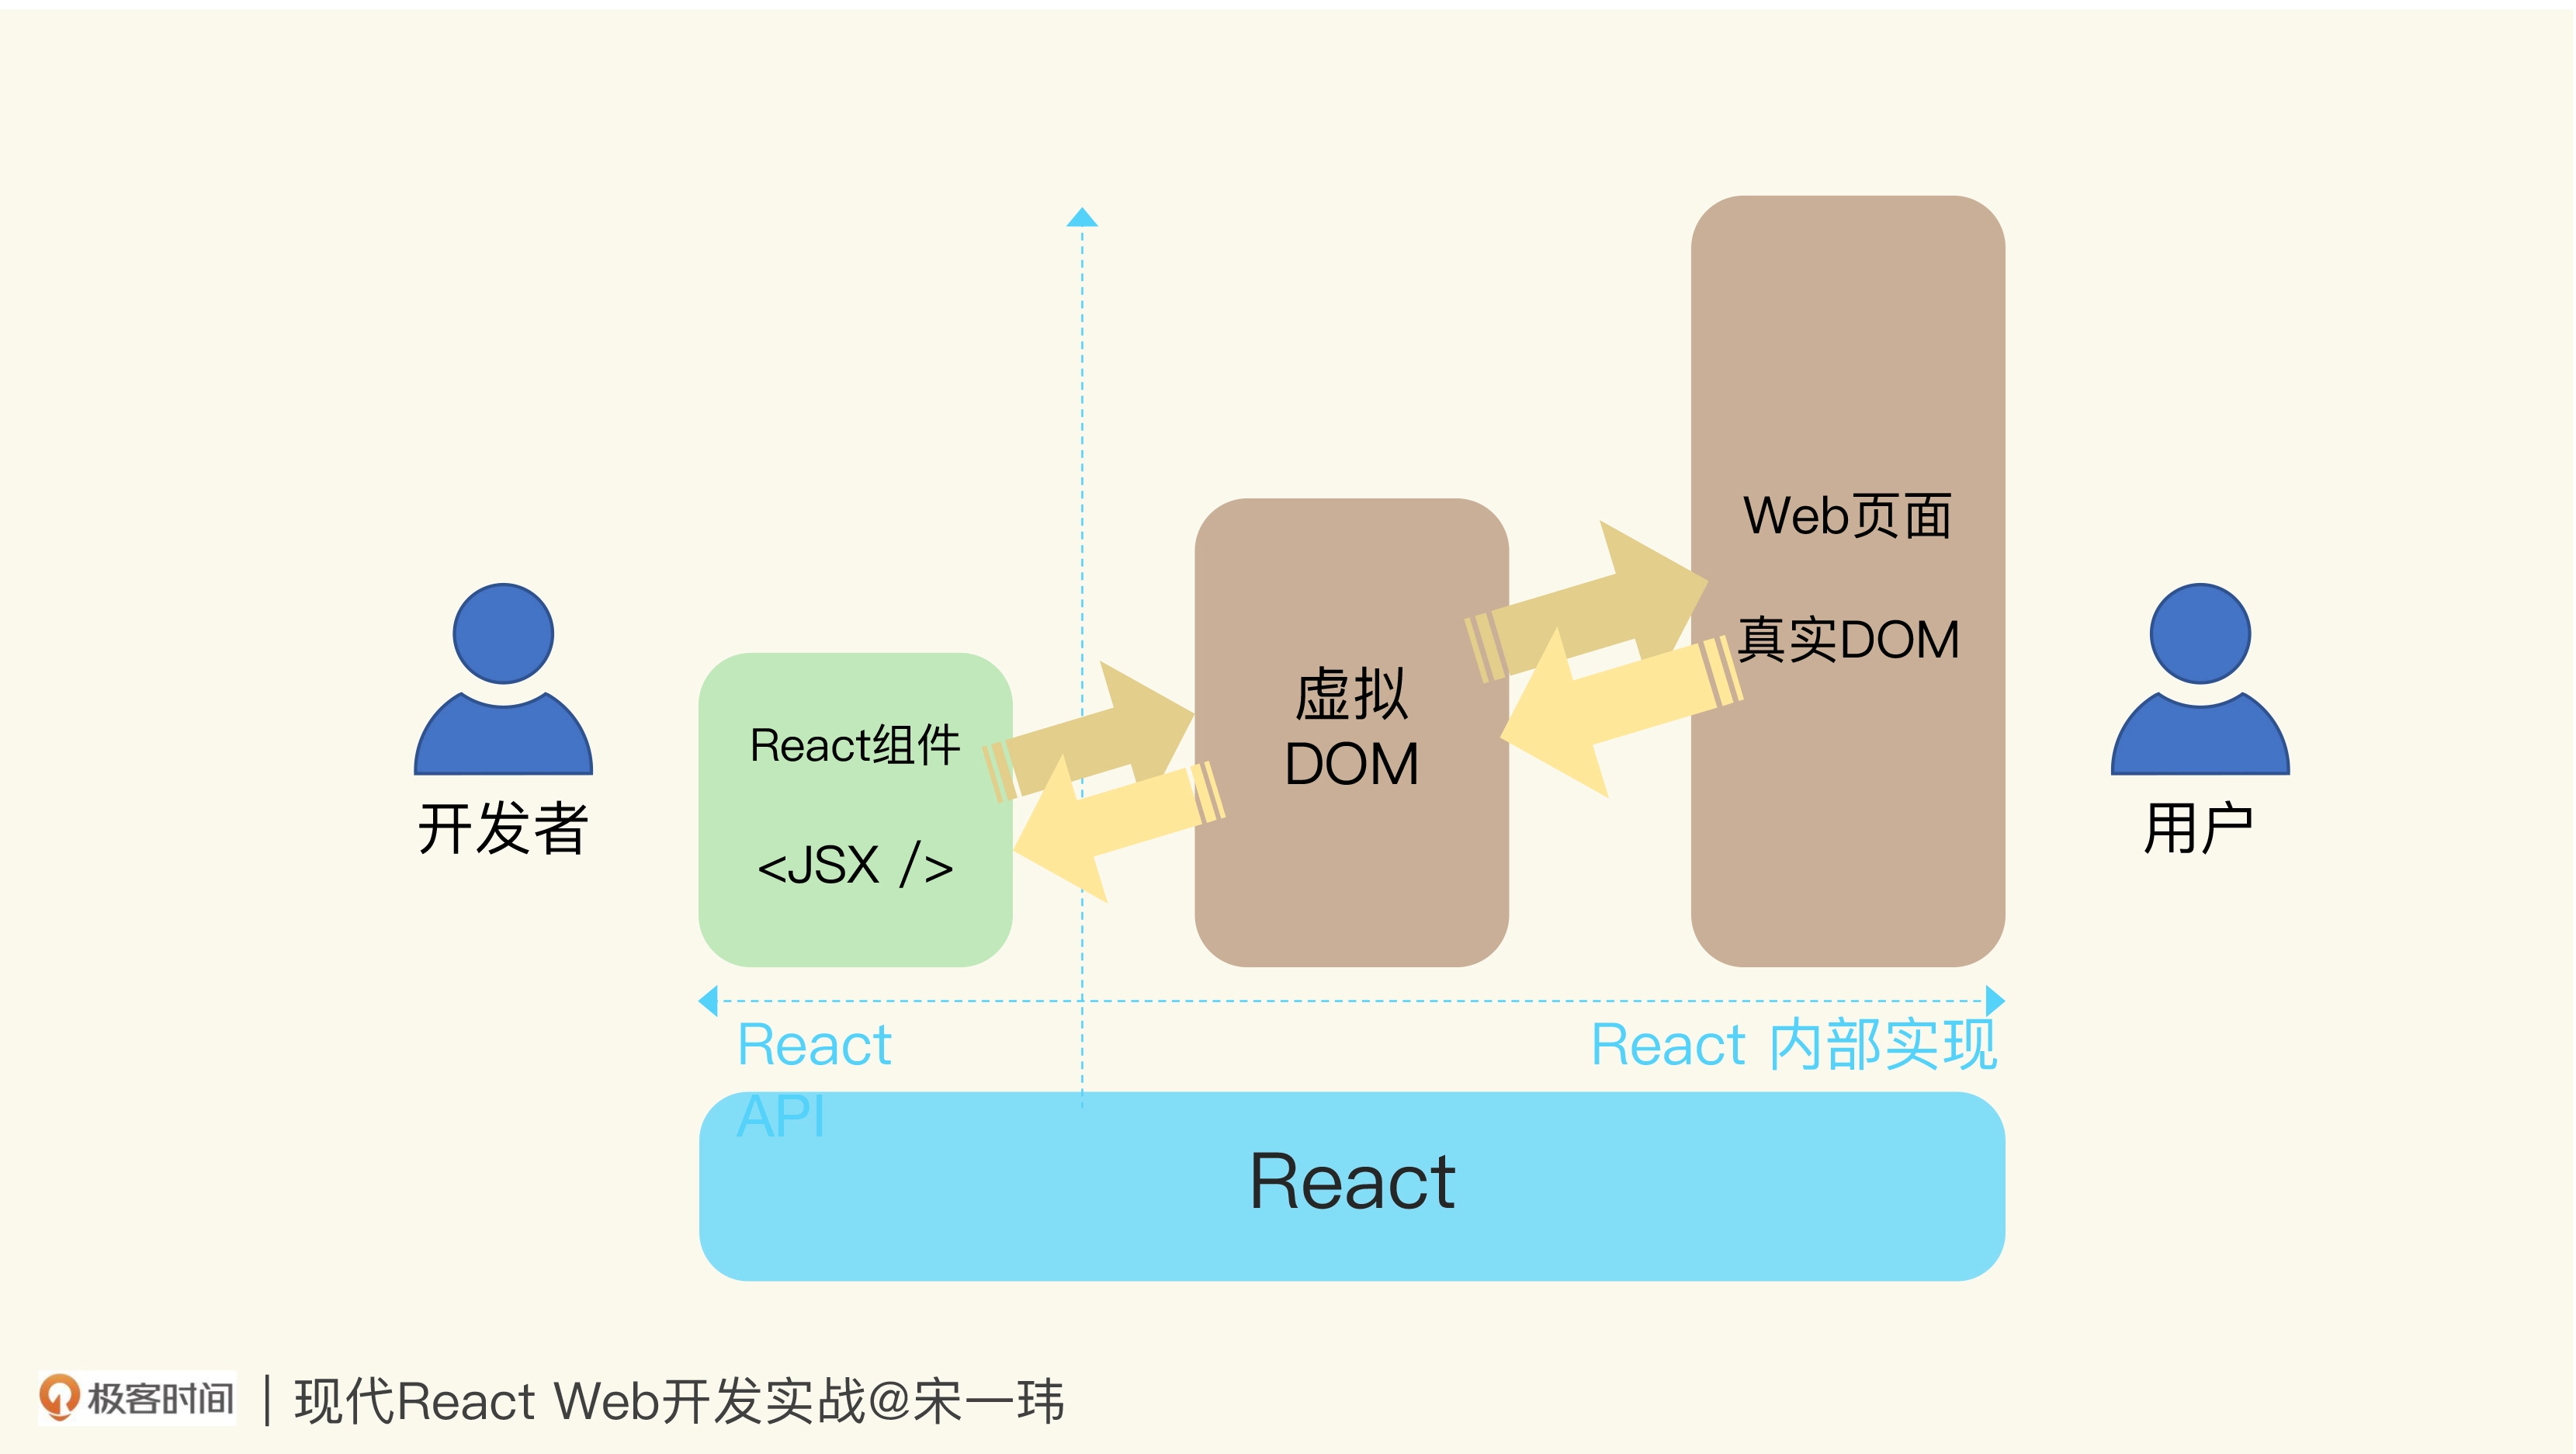 Web页面
真实DOM
虚拟
DOM
React组件
<JSX />
开发者
用户
React
API
React 内部实现
React
极客时间 | 现代React Web开发实战@宋一玮